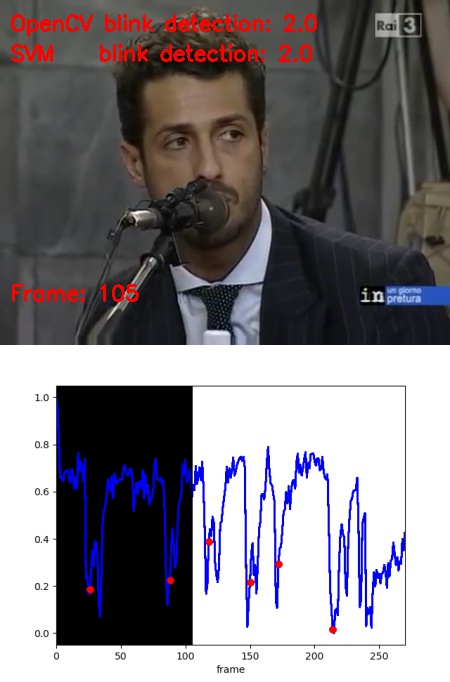 OpenCV blink detection: 2.0
Rai 3
SVM blink detection: 2.0
Frame: 105
in un giorno
pretura
1.0
0.8
0.6
0.4
0.2
0.0
0 50 100 150 200 250
frame